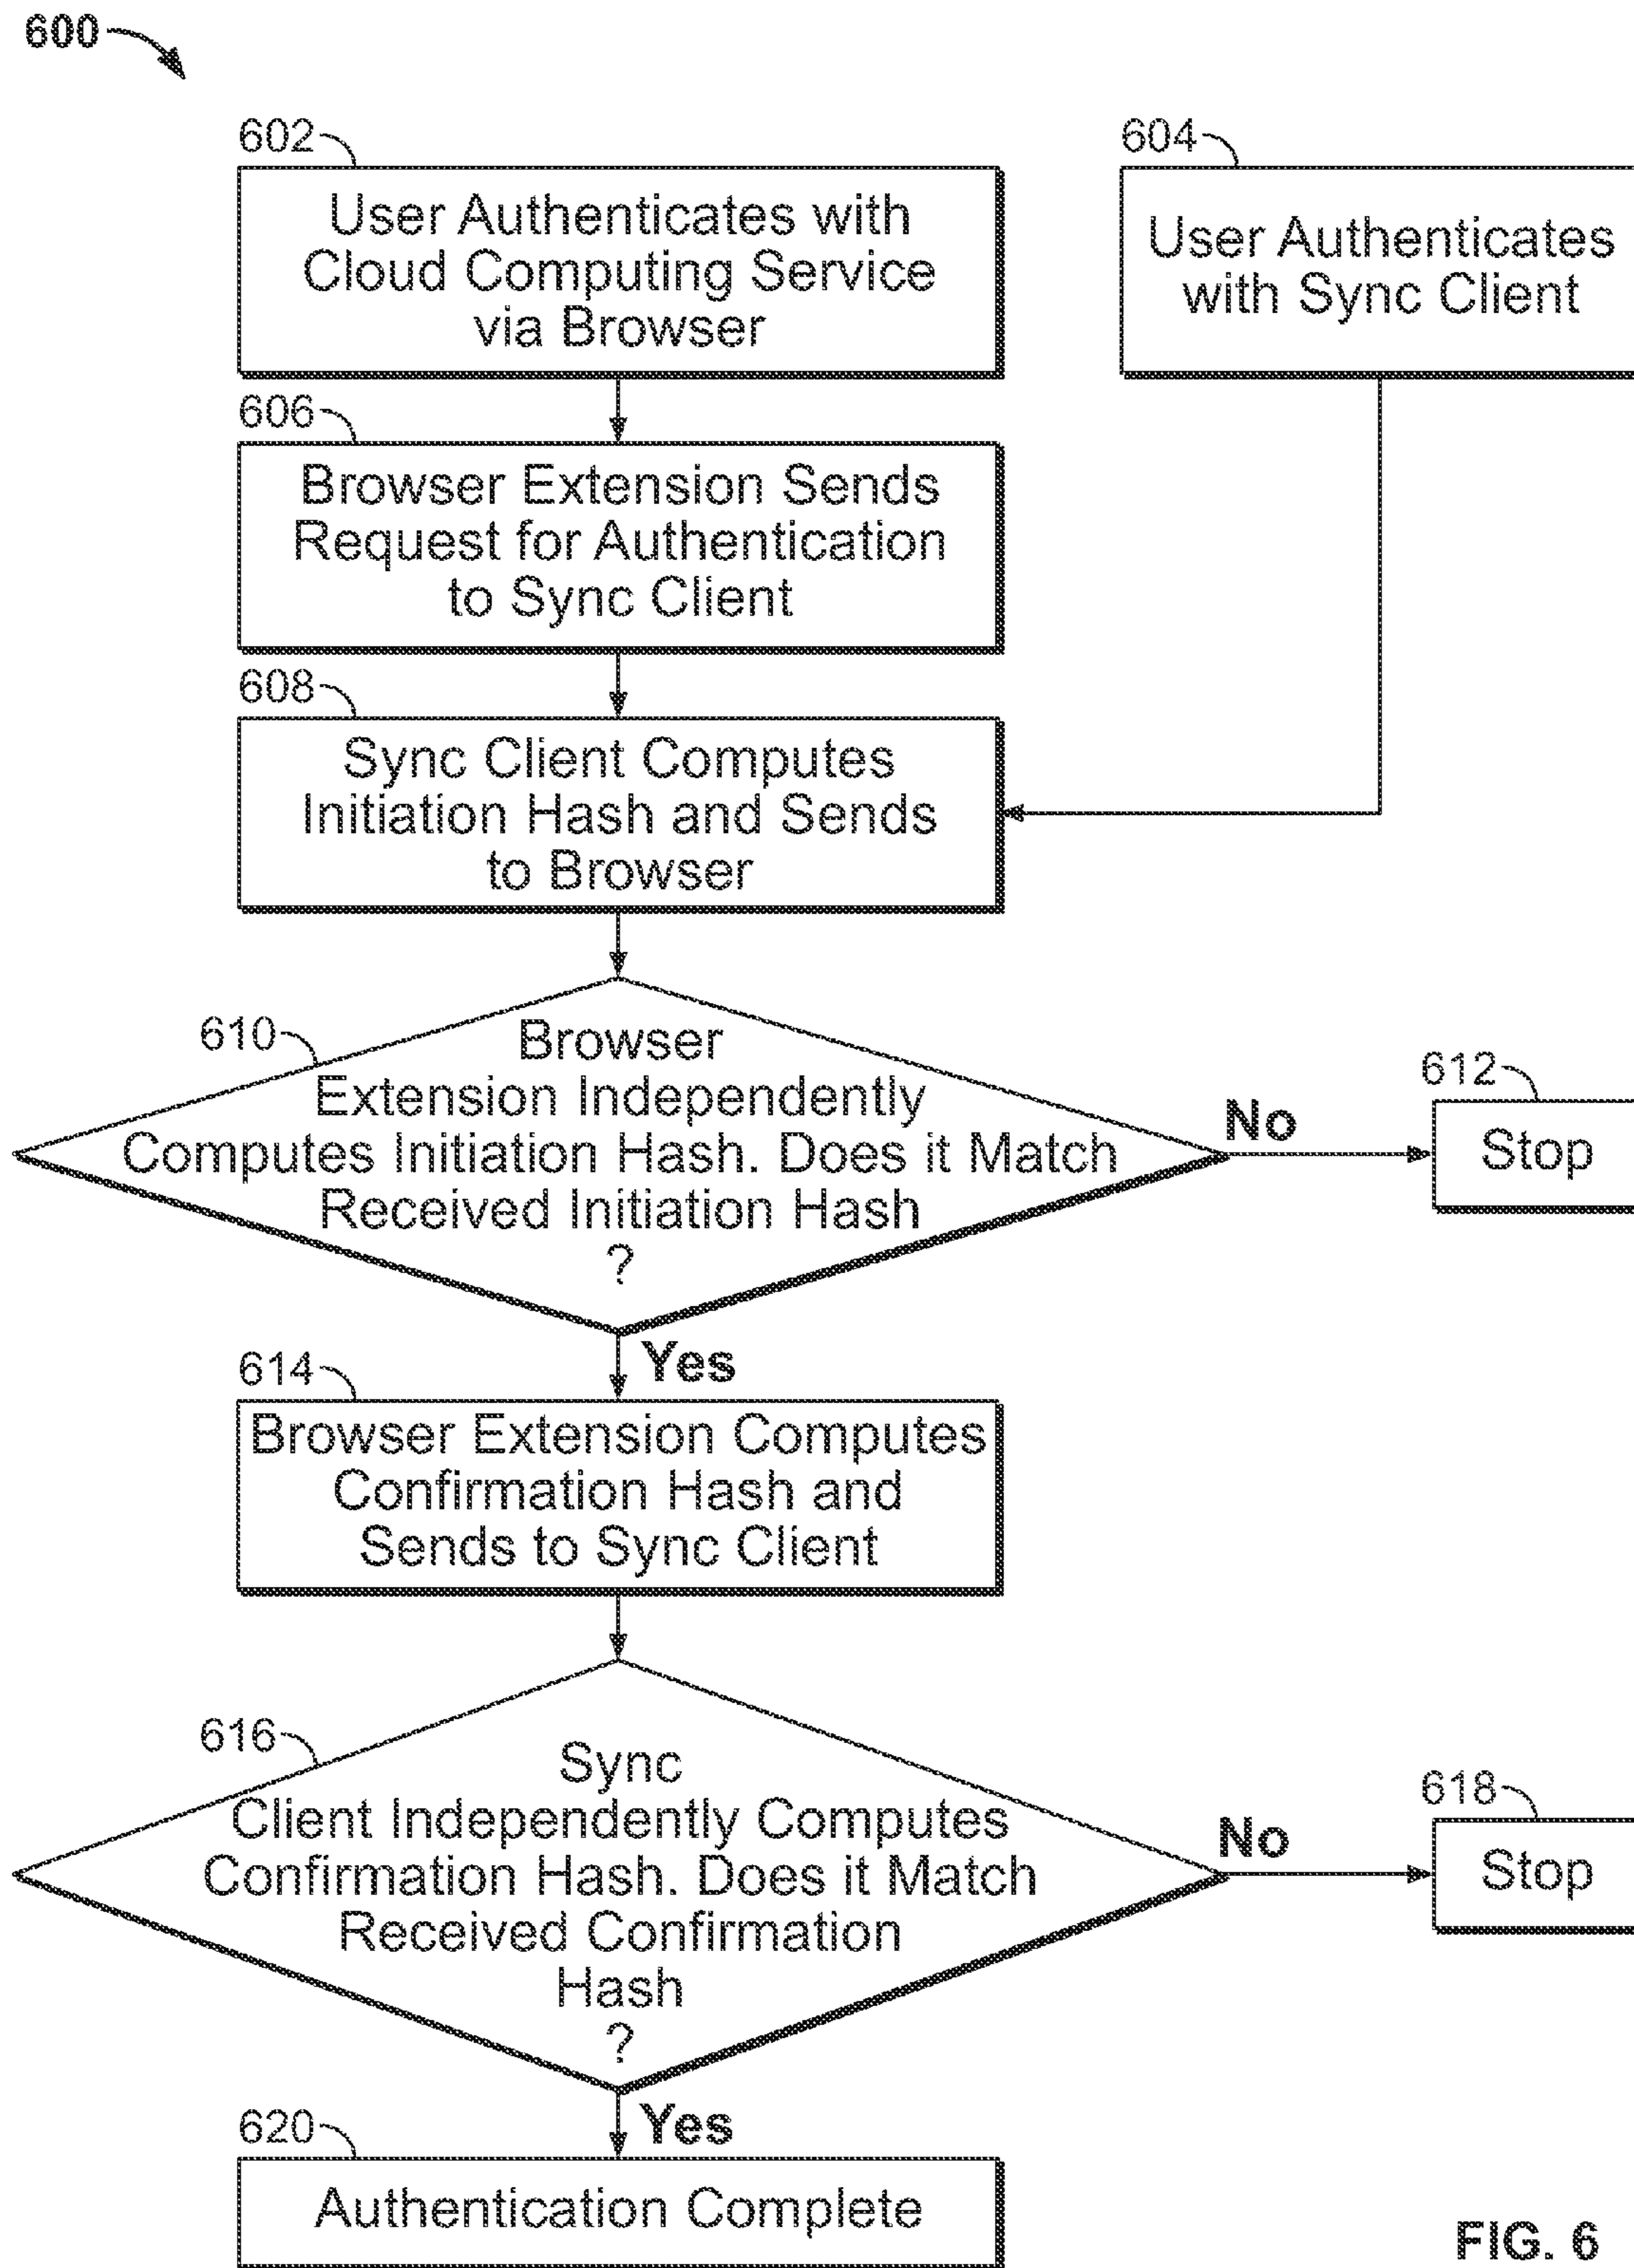 600
602
User Authenticates with
Cloud Computing Service
via Browser
604
User Authenticates
with Sync Client
606
Browser Extension Sends
Request for Authentication
to Sync Client
608
Sync Client Computes
Initiation Hash and Sends
to Browser
610
Browser
Extension Independently
Computes Initiation Hash. Does it Match
Received Initiation Hash
?
No
612
Stop
Yes
614
Browser Extension Computes
Confirmation Hash and
Sends to Sync Client
616
Sync
Client Independently Computes
Confirmation Hash. Does it Match
Received Confirmation
Hash
?
No
618
Stop
Yes
620
Authentication Complete
FIG. 6